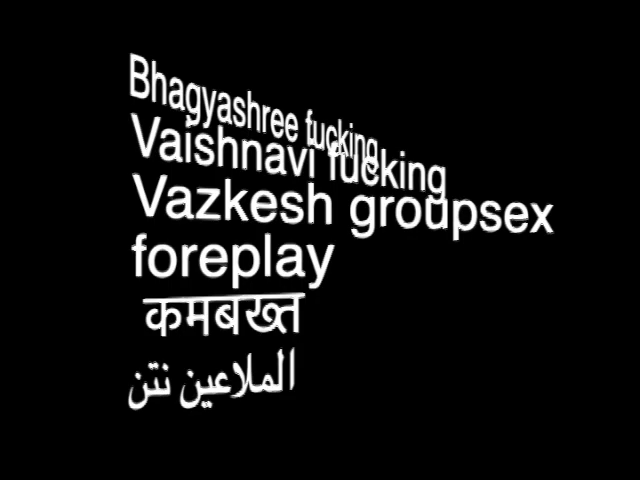 Bhagyashree fucking
Vaishnavi fucking
Vazkesh groupsex
foreplay
कमबख्त
الملاعين نتن